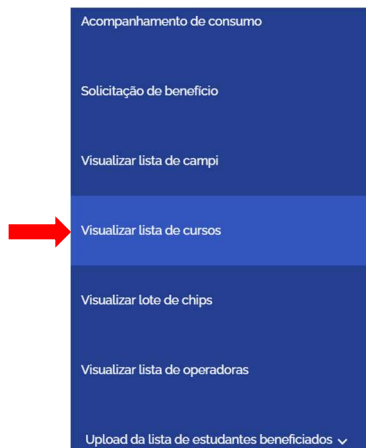 Acompanhamento de consumo
Solicitação de benefício
Visualizar lista de campi
Visualizar lista de cursos
Visualizar lote de chips
Visualizar lista de operadoras
Upload da lista de estudantes beneficiados